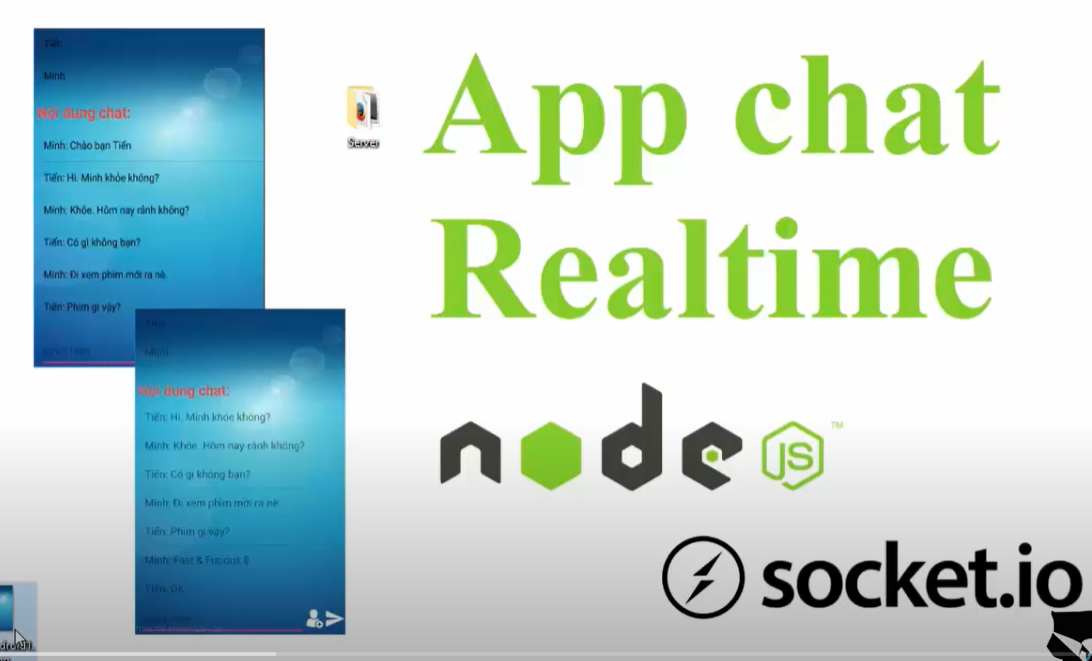 Tiến
Minh
Nội dung chat:
Minh: Chào bạn Tiến
Tiến: Hi. Minh khỏe không?
Minh: Khỏe. Hôm nay rảnh không?
Tiến: Có gì không bạn?
Minh: Đi xem phim mới ra nè.
Tiến: Phim gì vậy?
Server
App chat
Realtime
Tiến
Minh
Nội dung chat:
Tiến: Hi. Minh khỏe không?
Minh: Khỏe. Hôm nay rảnh không?
Tiến: Có gì không bạn?
Minh: Đi xem phim mới ra nè.
Tiến: Phim gì vậy?
Minh: Fast & Furious 8
Tiến: OK
node JS ™
socket.io